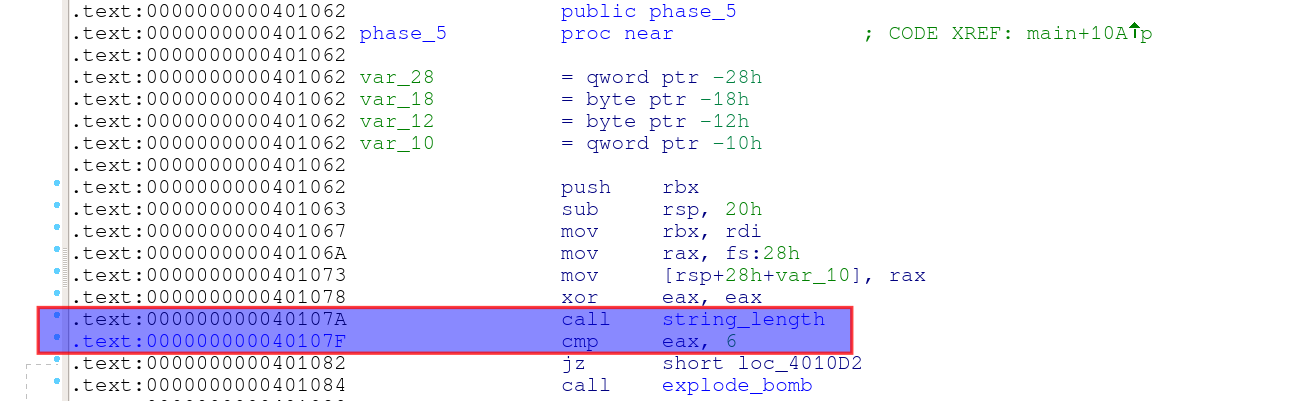 .text:0000000000401062 public phase_5
.text:0000000000401062 phase_5 proc near ; CODE XREF: main+10A↑p
.text:0000000000401062
.text:0000000000401062 var_28 = qword ptr -28h
.text:0000000000401062 var_18 = byte ptr -18h
.text:0000000000401062 var_12 = byte ptr -12h
.text:0000000000401062 var_10 = qword ptr -10h
.text:0000000000401062
.text:0000000000401062 push rbx
.text:0000000000401063 sub rsp, 20h
.text:0000000000401067 mov rbx, rdi
.text:000000000040106A mov rax, fs:28h
.text:0000000000401073 mov [rsp+28h+var_10], rax
.text:0000000000401078 xor eax, eax
.text:000000000040107A call string_length
.text:000000000040107F cmp eax, 6
.text:0000000000401082 jz short loc_4010D2
.text:0000000000401084 call explode_bomb